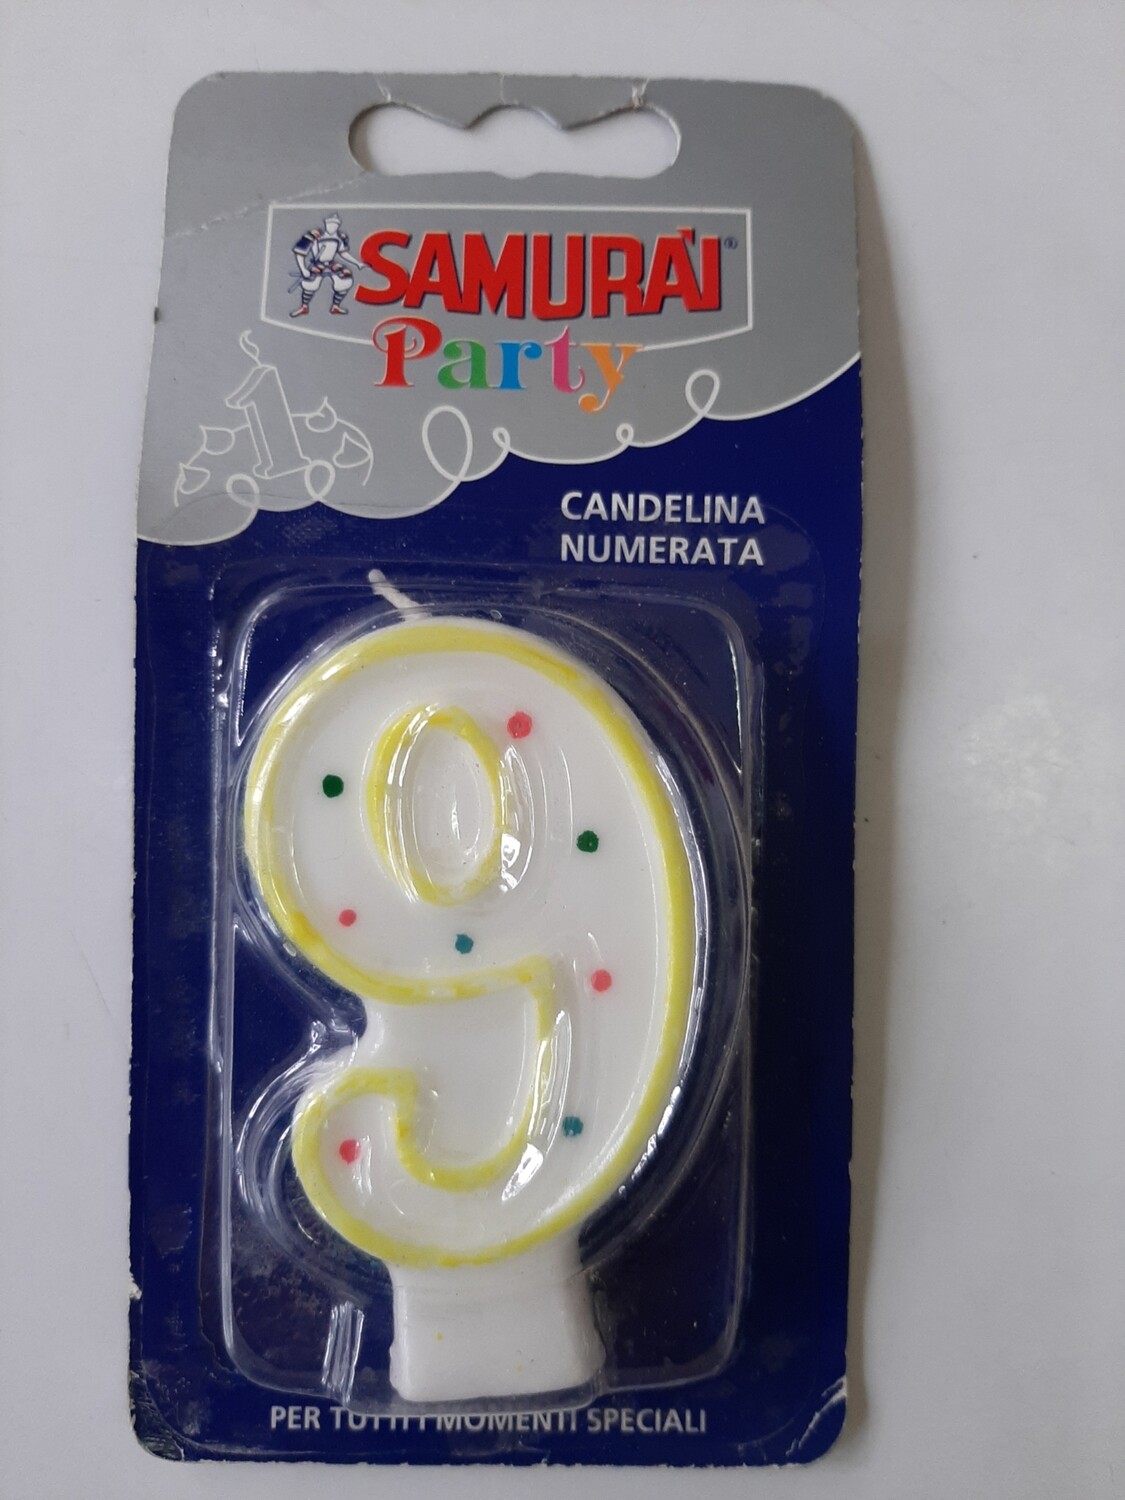 SAMURAI®
Party
CANDELINA
NUMERATA
9
PER TUTTI I MOMENTI SPECIALI